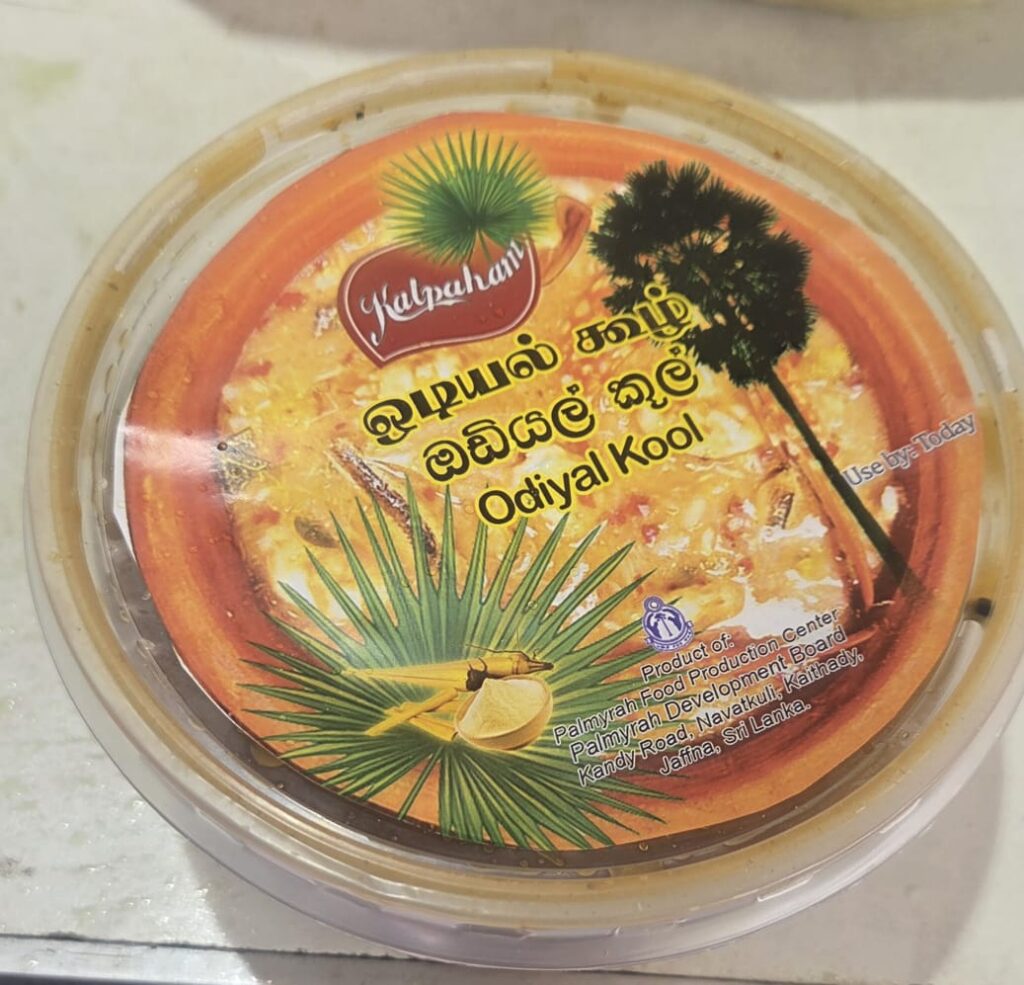 Kalpaham
ஒடியல் கூழ்
ඔඩියල් කූල්
Odiyal Kool
Use by: Today
Product of:
Palmyrah Food Production Center
Palmyrah Development Board
Kandy Road, Navatkuli, Kaithady,
Jaffna, Sri Lanka.